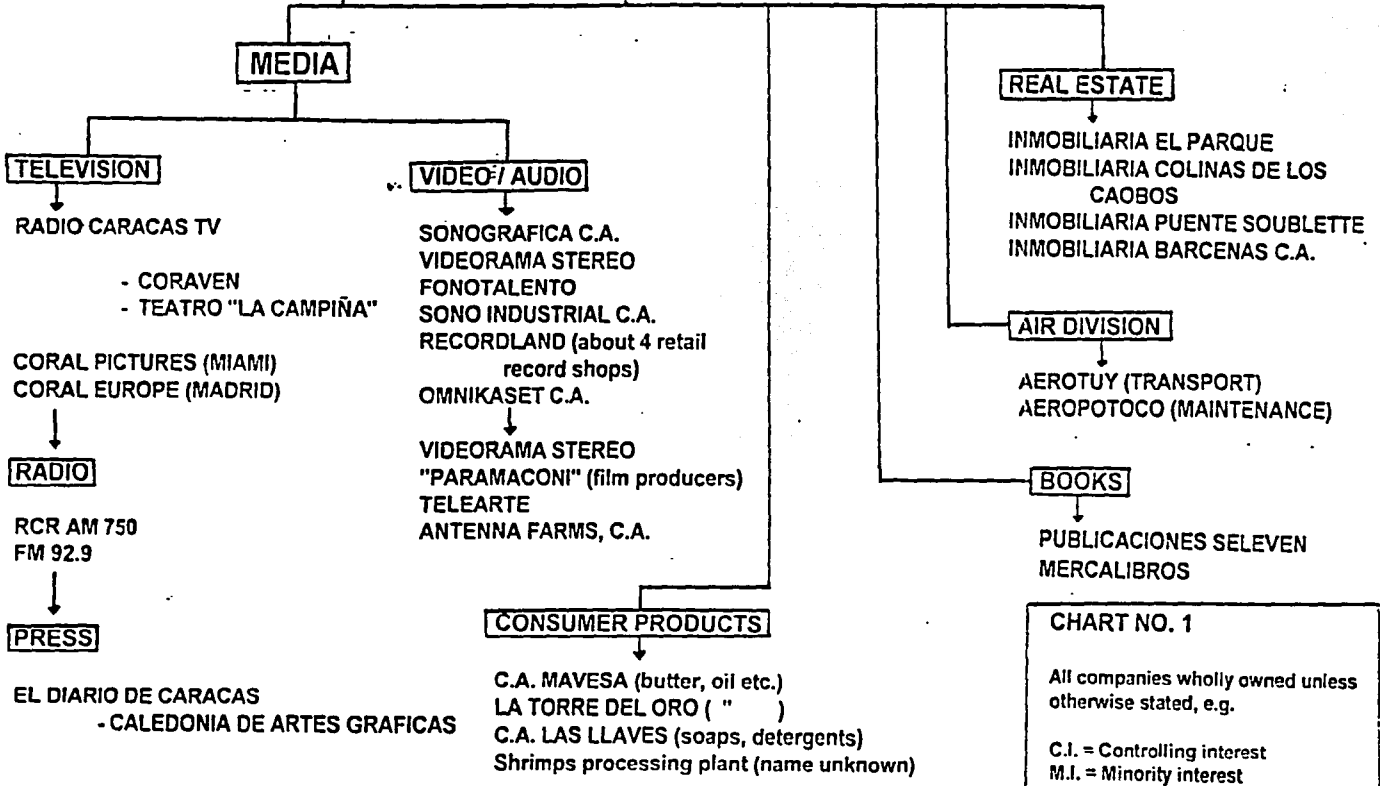 MEDIA
TELEVISION
RADIO CARACAS TV
- CORAVEN
- TEATRO "LA CAMPIÑA"
CORAL PICTURES (MIAMI)
CORAL EUROPE (MADRID)
RADIO
RCR AM 750
FM 92.9
PRESS
EL DIARIO DE CARACAS
- CALEDONIA DE ARTES GRAFICAS
VIDEO / AUDIO
SONOGRAFICA C.A.
VIDEORAMA STEREO
FONOTALENTO
SONO INDUSTRIAL C.A.
RECORDLAND (about 4 retail
record shops)
OMNIKASET C.A.
VIDEORAMA STEREO
"PARAMACONI" (film producers)
TELEARTE
ANTENNA FARMS, C.A.
CONSUMER PRODUCTS
C.A. MAVESA (butter, oil etc.)
LA TORRE DEL ORO ( " )
C.A. LAS LLAVES (soaps, detergents)
Shrimps processing plant (name unknown)
REAL ESTATE
INMOBILIARIA EL PARQUE
INMOBILIARIA COLINAS DE LOS
CAOBOS
INMOBILIARIA PUENTE SOUBLETTE
INMOBILIARIA BARCENAS C.A.
AIR DIVISION
AEROTUY (TRANSPORT)
AEROPOTOCO (MAINTENANCE)
BOOKS
PUBLICACIONES SELEVEN
MERCALIBROS
CHART NO. 1
All companies wholly owned unless
otherwise stated, e.g.
C.I. = Controlling interest
M.I. = Minority interest